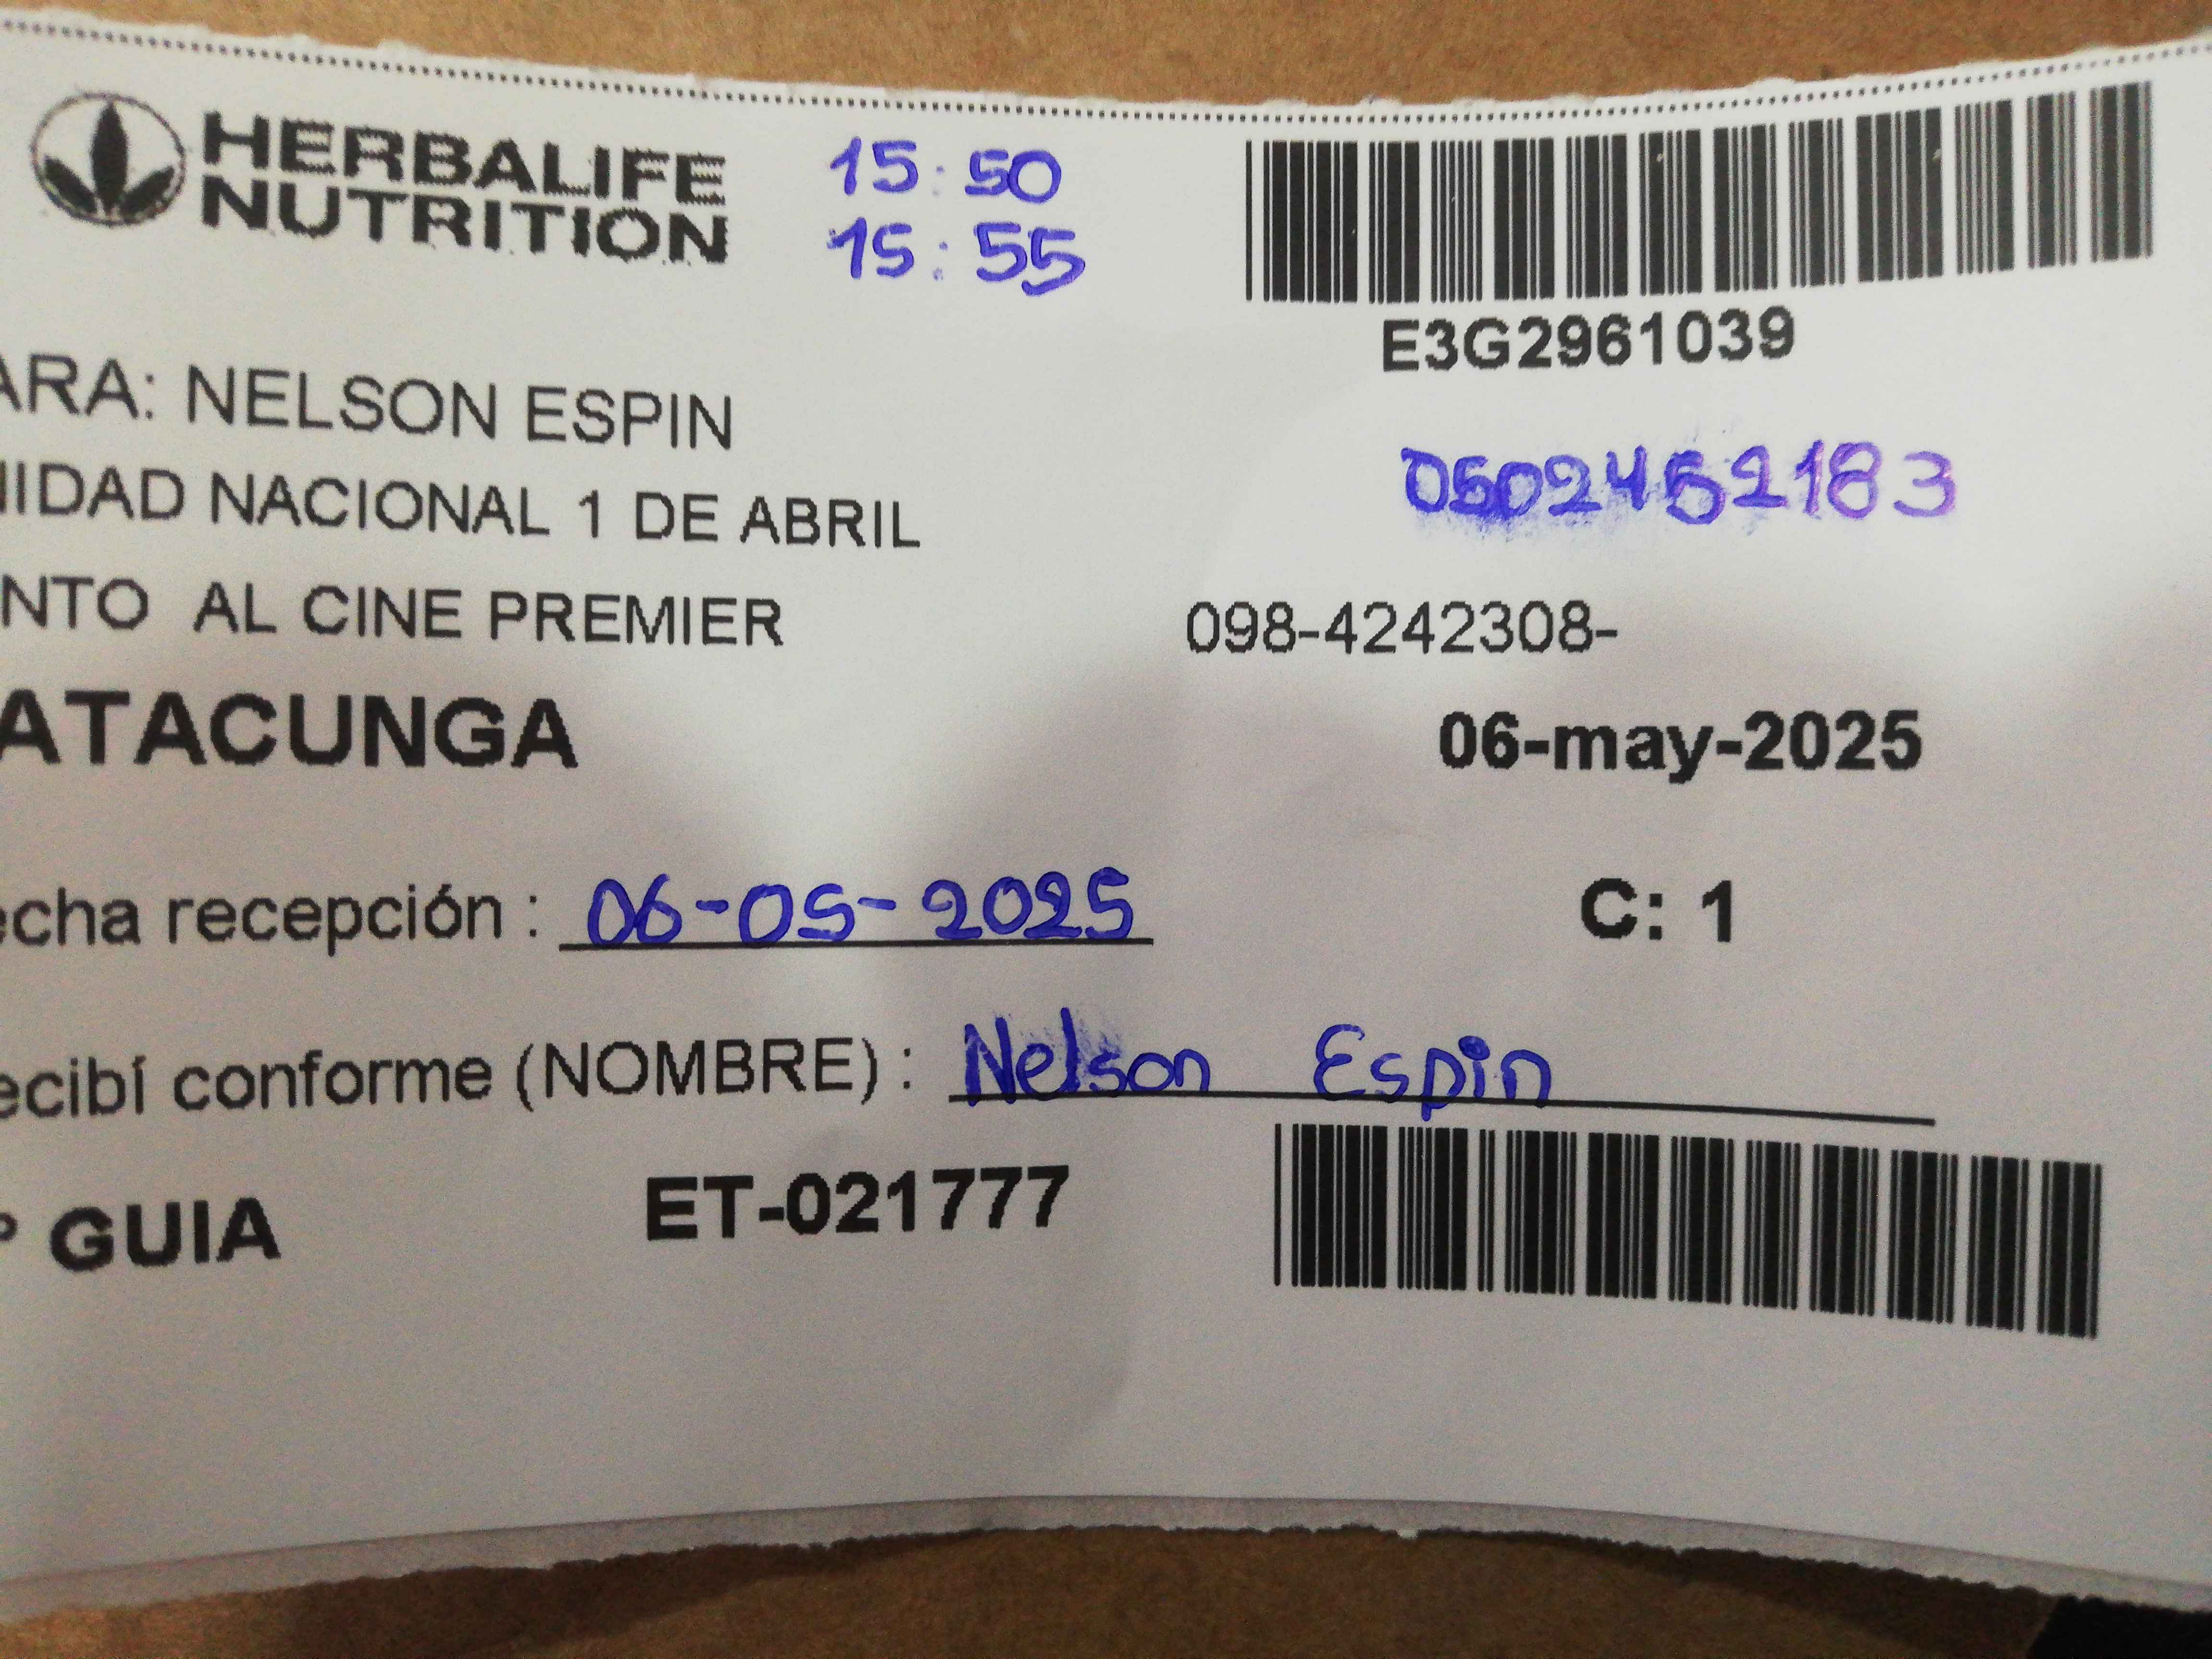 HERBALIFE
NUTRITION
15:50
15:55
E3G2961039
ARA: NELSON ESPIN
NIDAD NACIONAL 1 DE ABRIL
NTO AL CINE PREMIER
098-4242308-
ATACUNGA
06-may-2025
echa recepción : 06-05-2025
C: 1
ecibí conforme (NOMBRE) : Nelson Espin
° GUIA ET-021777